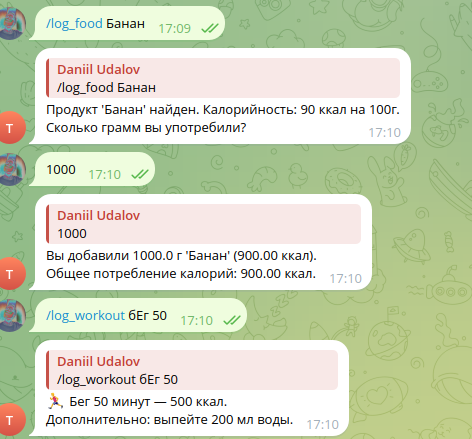 /log_food Банан 17:09
Daniil Udalov
/log_food Банан
Продукт 'Банан' найден. Калорийность: 90 ккал на 100г.
Сколько грамм вы употребили? 17:10
T
1000 17:10
Daniil Udalov
1000
Вы добавили 1000.0 г 'Банан' (900.00 ккал).
Общее потребление калорий: 900.00 ккал. 17:10
T
/log_workout бЕг 50 17:10
Daniil Udalov
/log_workout бЕг 50
🏃 Бег 50 минут — 500 ккал.
Дополнительно: выпейте 200 мл воды. 17:10
T